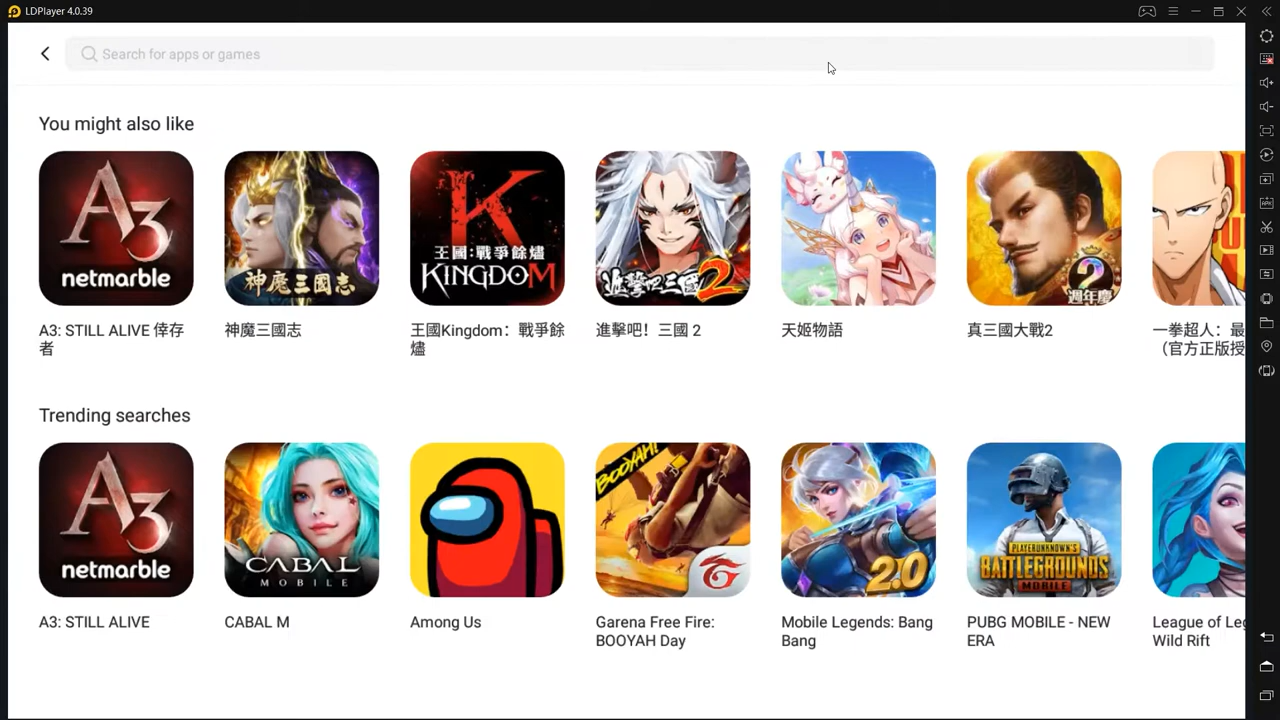 LDPlayer 4.0.39
Search for apps or games
You might also like
A3
netmarble
神魔三國志
K
王國:戰爭餘燼
KINGDOM
進擊吧三國2
2
週年慶
A3: STILL ALIVE 倖存
者
神魔三國志
王國Kingdom：戰爭餘
燼
進擊吧！三國 2
天姬物語
真三國大戰2
一拳超人：最
（官方正版授
Trending searches
A3
netmarble
CABAL
MOBILE
BOOYAH!
2.0
PLAYERUNKNOWN'S
BATTLEGROUNDS
MOBILE
A3: STILL ALIVE
CABAL M
Among Us
Garena Free Fire:
BOOYAH Day
Mobile Legends: Bang
Bang
PUBG MOBILE - NEW
ERA
League of Leg
Wild Rift